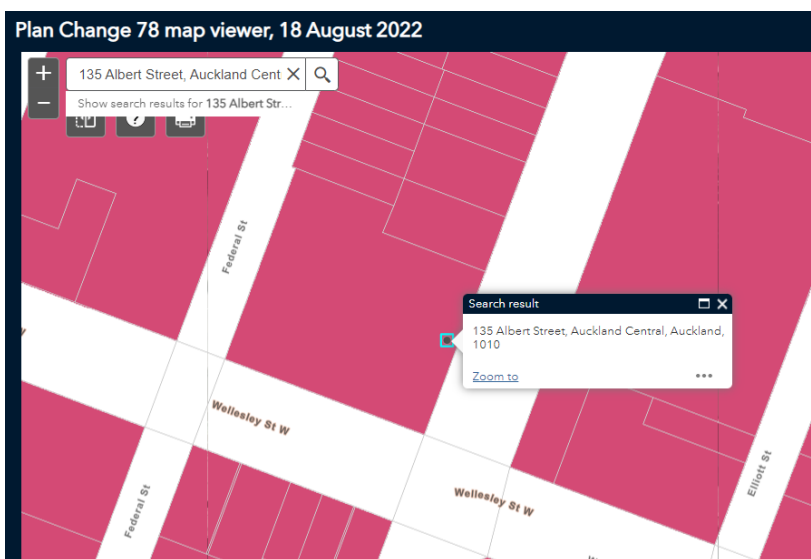 Plan Change 78 map viewer, 18 August 2022
+
135 Albert Street, Auckland Cent
−
Show search results for 135 Albert Str...
?
Federal St
Search result
135 Albert Street, Auckland Central, Auckland,
1010
Zoom to
Wellesley St W
Elliott St
Wellesley St W
Federal St